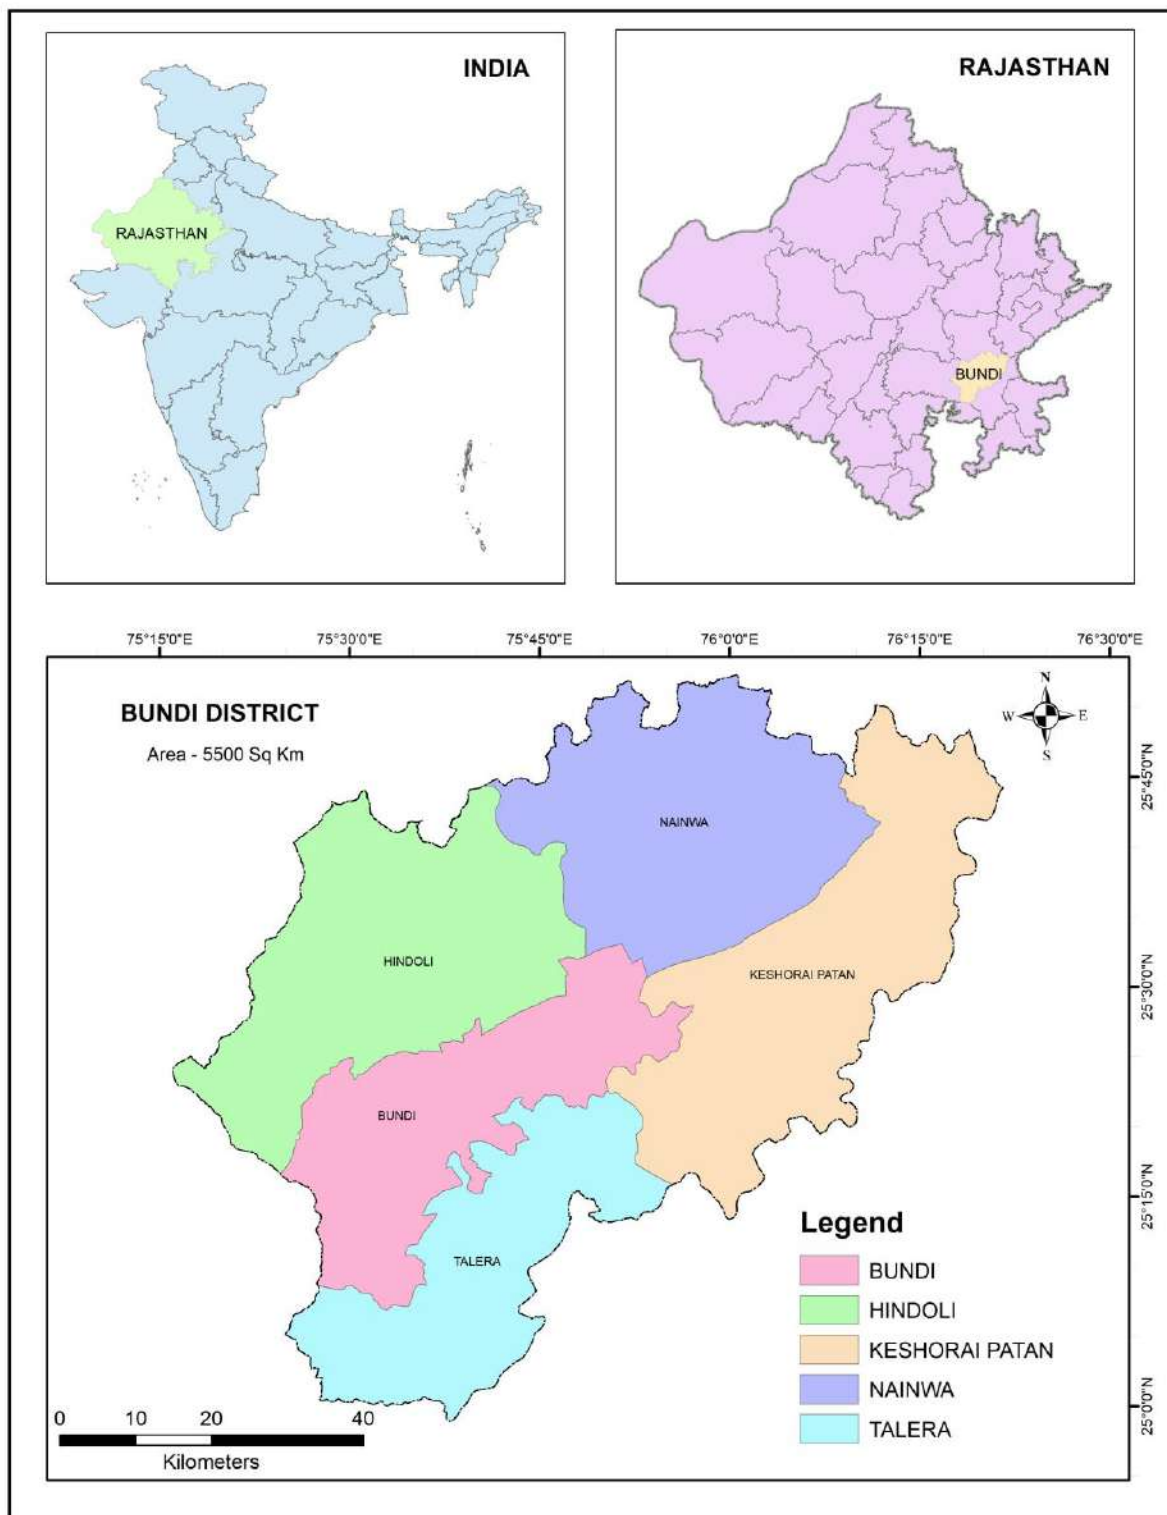 INDIA
RAJASTHAN
RAJASTHAN
BUNDI
75°15'0"E 75°30'0"E 75°45'0"E 76°0'0"E 76°15'0"E 76°30'0"E
BUNDI DISTRICT
Area - 5500 Sq Km
N
W E
S
25°45'0"N
NAINWA
HINDOLI
KESHORAI PATAN
25°30'0"N
BUNDI
25°15'0"N
TALERA
Legend
BUNDI
HINDOLI
KESHORAI PATAN
NAINWA
TALERA
25°0'0"N
0 10 20 40
Kilometers